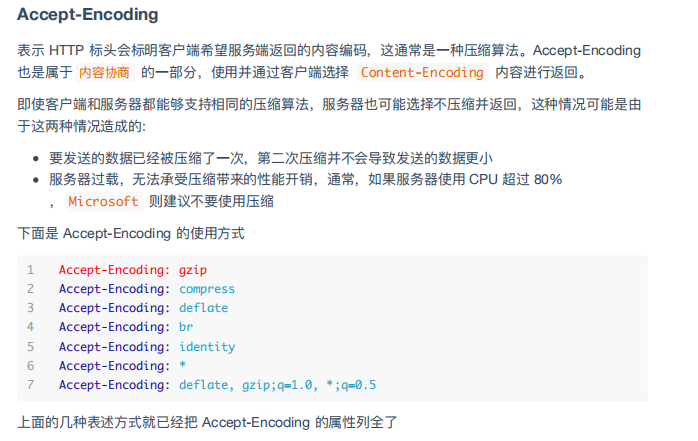 Accept-Encoding
表示 HTTP 标头会标明客户端希望服务端返回的内容编码，这通常是一种压缩算法。Accept-Encoding
也是属于 内容协商 的一部分，使用并通过客户端选择 Content-Encoding 内容进行返回。
即使客户端和服务器都能够支持相同的压缩算法，服务器也可能选择不压缩并返回，这种情况可能是由
于这两种情况造成的:
• 要发送的数据已经被压缩了一次，第二次压缩并不会导致发送的数据更小
• 服务器过载，无法承受压缩带来的性能开销，通常，如果服务器使用 CPU 超过 80%
，Microsoft 则建议不要使用压缩
下面是 Accept-Encoding 的使用方式
1 Accept-Encoding: gzip
2 Accept-Encoding: compress
3 Accept-Encoding: deflate
4 Accept-Encoding: br
5 Accept-Encoding: identity
6 Accept-Encoding: *
7 Accept-Encoding: deflate, gzip;q=1.0, *;q=0.5
上面的几种表述方式就已经把 Accept-Encoding 的属性列全了